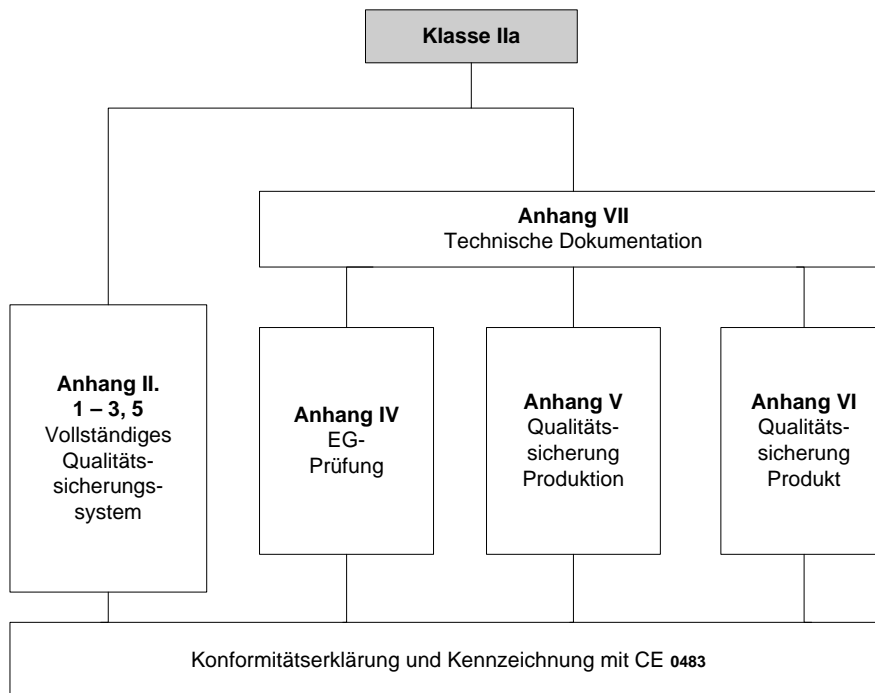 Klasse IIa
Anhang VII
Technische Dokumentation
Anhang II.
1 – 3, 5
Vollständiges
Qualitäts-
sicherungs-
system
Anhang IV
EG-
Prüfung
Anhang V
Qualitäts-
sicherung
Produktion
Anhang VI
Qualitäts-
sicherung
Produkt
Konformitätserklärung und Kennzeichnung mit CE 0483